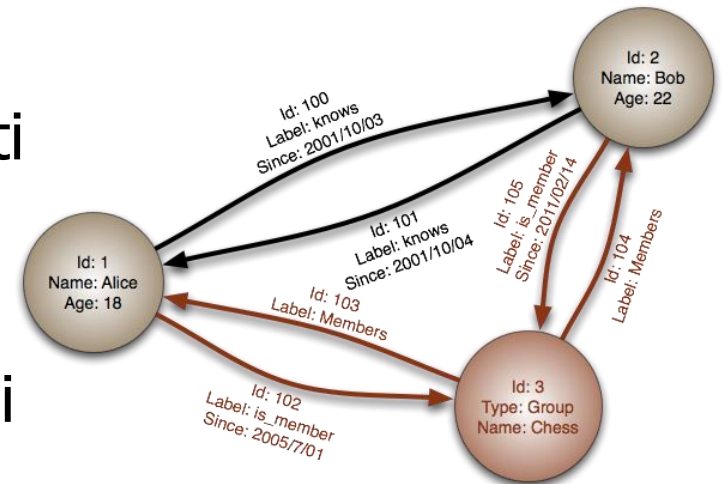 Id: 2
Name: Bob
Age: 22
Id: 100
Label: knows
Since: 2001/10/03
ti
Id: 101
Label: knows
Since: 2001/10/04
Id: 105
Label: is_member
Since: 2011/02/14
Id: 104
Label: Members
Id: 1
Name: Alice
Age: 18
Id: 103
Label: Members
i
Id: 102
Label: is_member
Since: 2005/7/01
Id: 3
Type: Group
Name: Chess